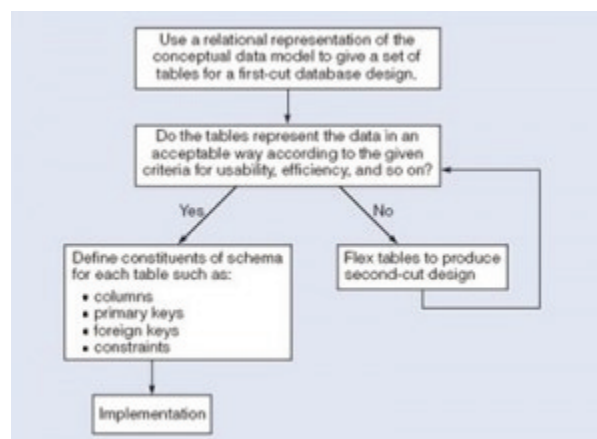 Use a relational representation of the
conceptual data model to give a set of
tables for a first-cut database design.
Do the tables represent the data in an
acceptable way according to the given
criteria for usability, efficiency, and so on?
Yes
No
Define constituents of schema
for each table such as:
• columns
• primary keys
• foreign keys
• constraints
Flex tables to produce
second-cut design
Implementation